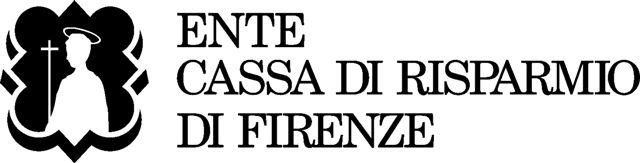 ENTE
CASSA DI RISPARMIO
DI FIRENZE